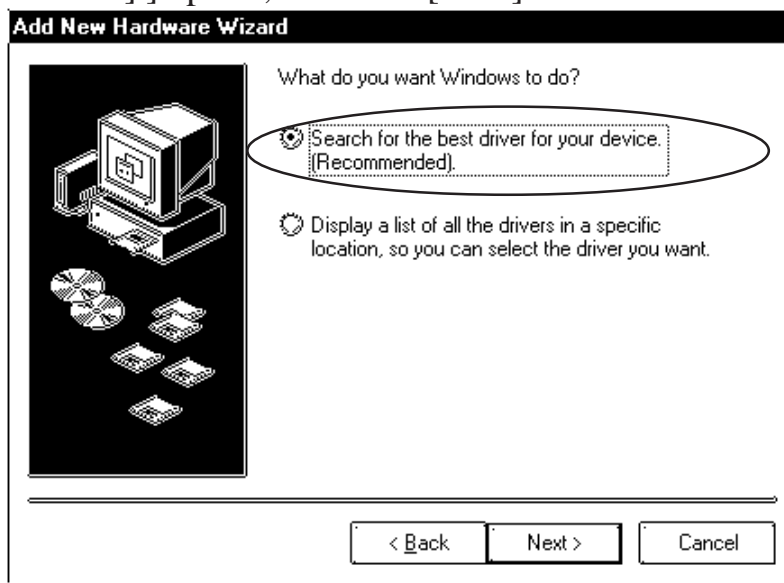 Add New Hardware Wizard
What do you want Windows to do?
Search for the best driver for your device.
(Recommended).
Display a list of all the drivers in a specific
location, so you can select the driver you want.
< Back
Next >
Cancel